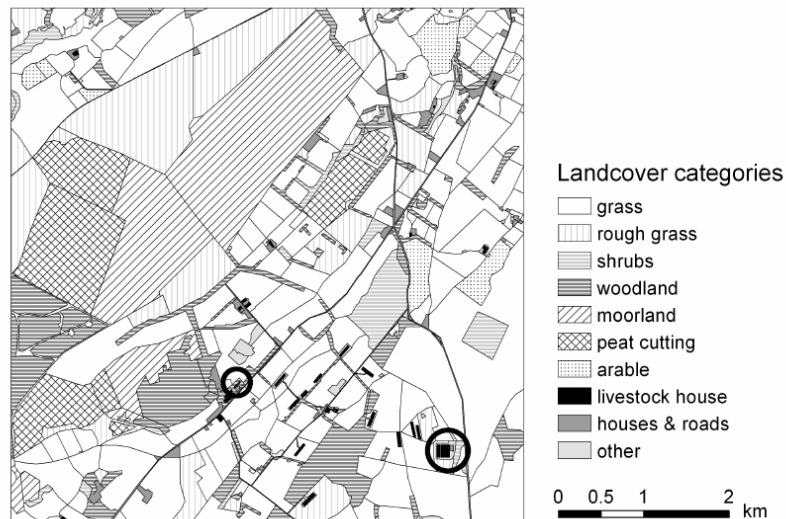 Landcover categories
grass
rough grass
shrubs
woodland
moorland
peat cutting
arable
livestock house
houses & roads
other
0 0.5 1 2
km